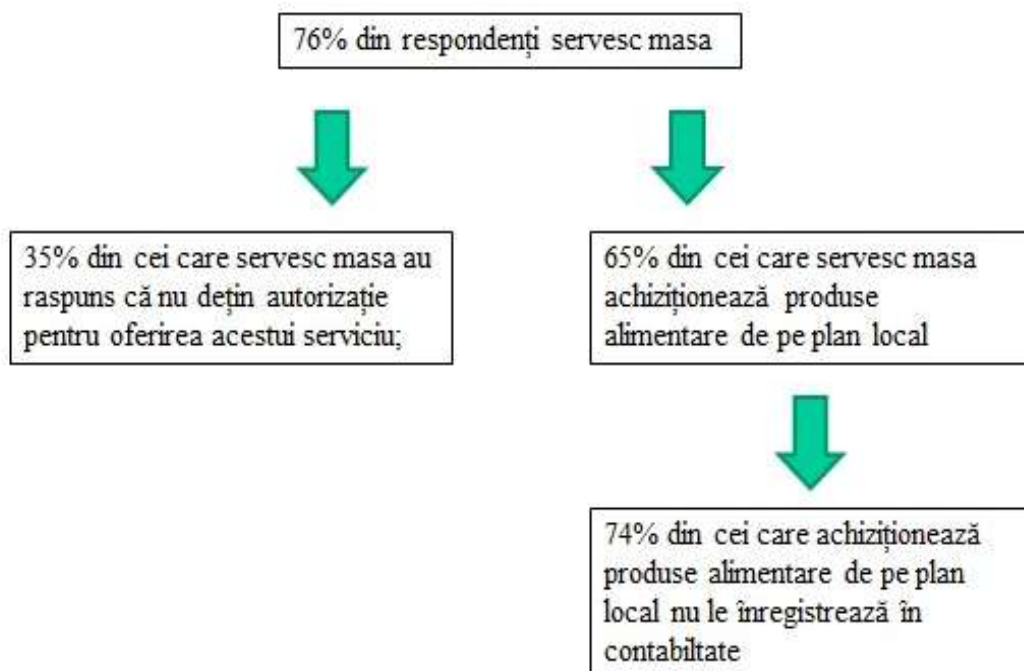 76% din respondenți servesc masa
35% din cei care servesc masa au
raspuns că nu dețin autorizație
pentru oferirea acestui serviciu;
65% din cei care servesc masa
achiziționează produse
alimentare de pe plan local
74% din cei care achiziționează
produse alimentare de pe plan
local nu le înregistrează în
contabiltate